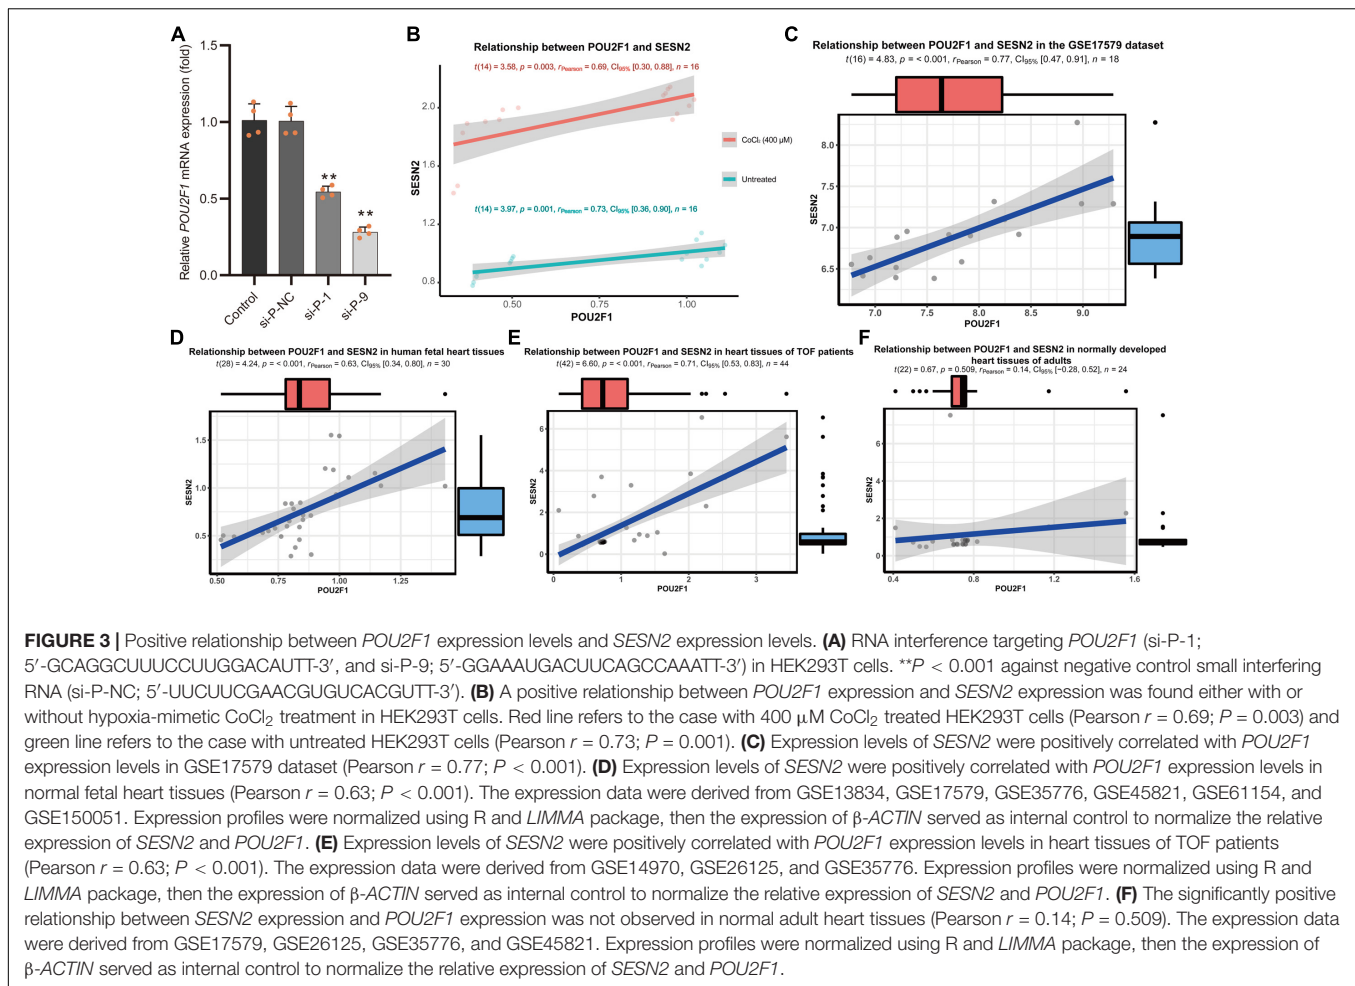 A
Relative POU2F1 mRNA expression (fold)
1.5
1.0
0.5
0.0
**
**
Control
si-P-NC
si-P-1
si-P-9
B
Relationship between POU2F1 and SESN2
t(14) = 3.58, p = 0.003, rPearson = 0.69, CI95% [0.30, 0.88], n = 16
t(14) = 3.97, p = 0.001, rPearson = 0.73, CI95% [0.36, 0.90], n = 16
SESN2
2.0
1.6
1.2
0.8
0.50
0.75
1.00
POU2F1
CoCl₂ (400 μM)
Untreated
C
Relationship between POU2F1 and SESN2 in the GSE17579 dataset
t(16) = 4.83, p = < 0.001, rPearson = 0.77, CI95% [0.47, 0.91], n = 18
SESN2
8.0
7.5
7.0
6.5
7.0
7.5
8.0
8.5
9.0
POU2F1
D
Relationship between POU2F1 and SESN2 in human fetal heart tissues
t(28) = 4.24, p = < 0.001, rPearson = 0.63, CI95% [0.34, 0.80], n = 30
SESN2
1.5
1.0
0.5
0.50
0.75
1.00
1.25
POU2F1
E
Relationship between POU2F1 and SESN2 in heart tissues of TOF patients
t(42) = 6.60, p = < 0.001, rPearson = 0.71, CI95% [0.53, 0.83], n = 44
SESN2
6
4
2
0
0
1
2
3
POU2F1
F
Relationship between POU2F1 and SESN2 in normally developed
heart tissues of adults
t(22) = 0.67, p = 0.509, rPearson = 0.14, CI95% [−0.28, 0.52], n = 24
SESN2
6
4
2
0
0.4
0.8
1.2
1.6
POU2F1
FIGURE 3 | Positive relationship between POU2F1 expression levels and SESN2 expression levels. (A) RNA interference targeting POU2F1 (si-P-1;
5′-GCAGGCUUUCCUUGGACAUTT-3′, and si-P-9; 5′-GGAAAUGACUUCAGCCAAATT-3′) in HEK293T cells. **P < 0.001 against negative control small interfering
RNA (si-P-NC; 5′-UUCUUCGAACGUGUCACGUTT-3′). (B) A positive relationship between POU2F1 expression and SESN2 expression was found either with or
without hypoxia-mimetic CoCl₂ treatment in HEK293T cells. Red line refers to the case with 400 μM CoCl₂ treated HEK293T cells (Pearson r = 0.69; P = 0.003) and
green line refers to the case with untreated HEK293T cells (Pearson r = 0.73; P = 0.001). (C) Expression levels of SESN2 were positively correlated with POU2F1
expression levels in GSE17579 dataset (Pearson r = 0.77; P < 0.001). (D) Expression levels of SESN2 were positively correlated with POU2F1 expression levels in
normal fetal heart tissues (Pearson r = 0.63; P < 0.001). The expression data were derived from GSE13834, GSE17579, GSE35776, GSE45821, GSE61154, and
GSE150051. Expression profiles were normalized using R and LIMMA package, then the expression of β-ACTIN served as internal control to normalize the relative
expression of SESN2 and POU2F1. (E) Expression levels of SESN2 were positively correlated with POU2F1 expression levels in heart tissues of TOF patients
(Pearson r = 0.63; P < 0.001). The expression data were derived from GSE14970, GSE26125, and GSE35776. Expression profiles were normalized using R and
LIMMA package, then the expression of β-ACTIN served as internal control to normalize the relative expression of SESN2 and POU2F1. (F) The significantly positive
relationship between SESN2 expression and POU2F1 expression was not observed in normal adult heart tissues (Pearson r = 0.14; P = 0.509). The expression data
were derived from GSE17579, GSE26125, GSE35776, and GSE45821. Expression profiles were normalized using R and LIMMA package, then the expression of
β-ACTIN served as internal control to normalize the relative expression of SESN2 and POU2F1.